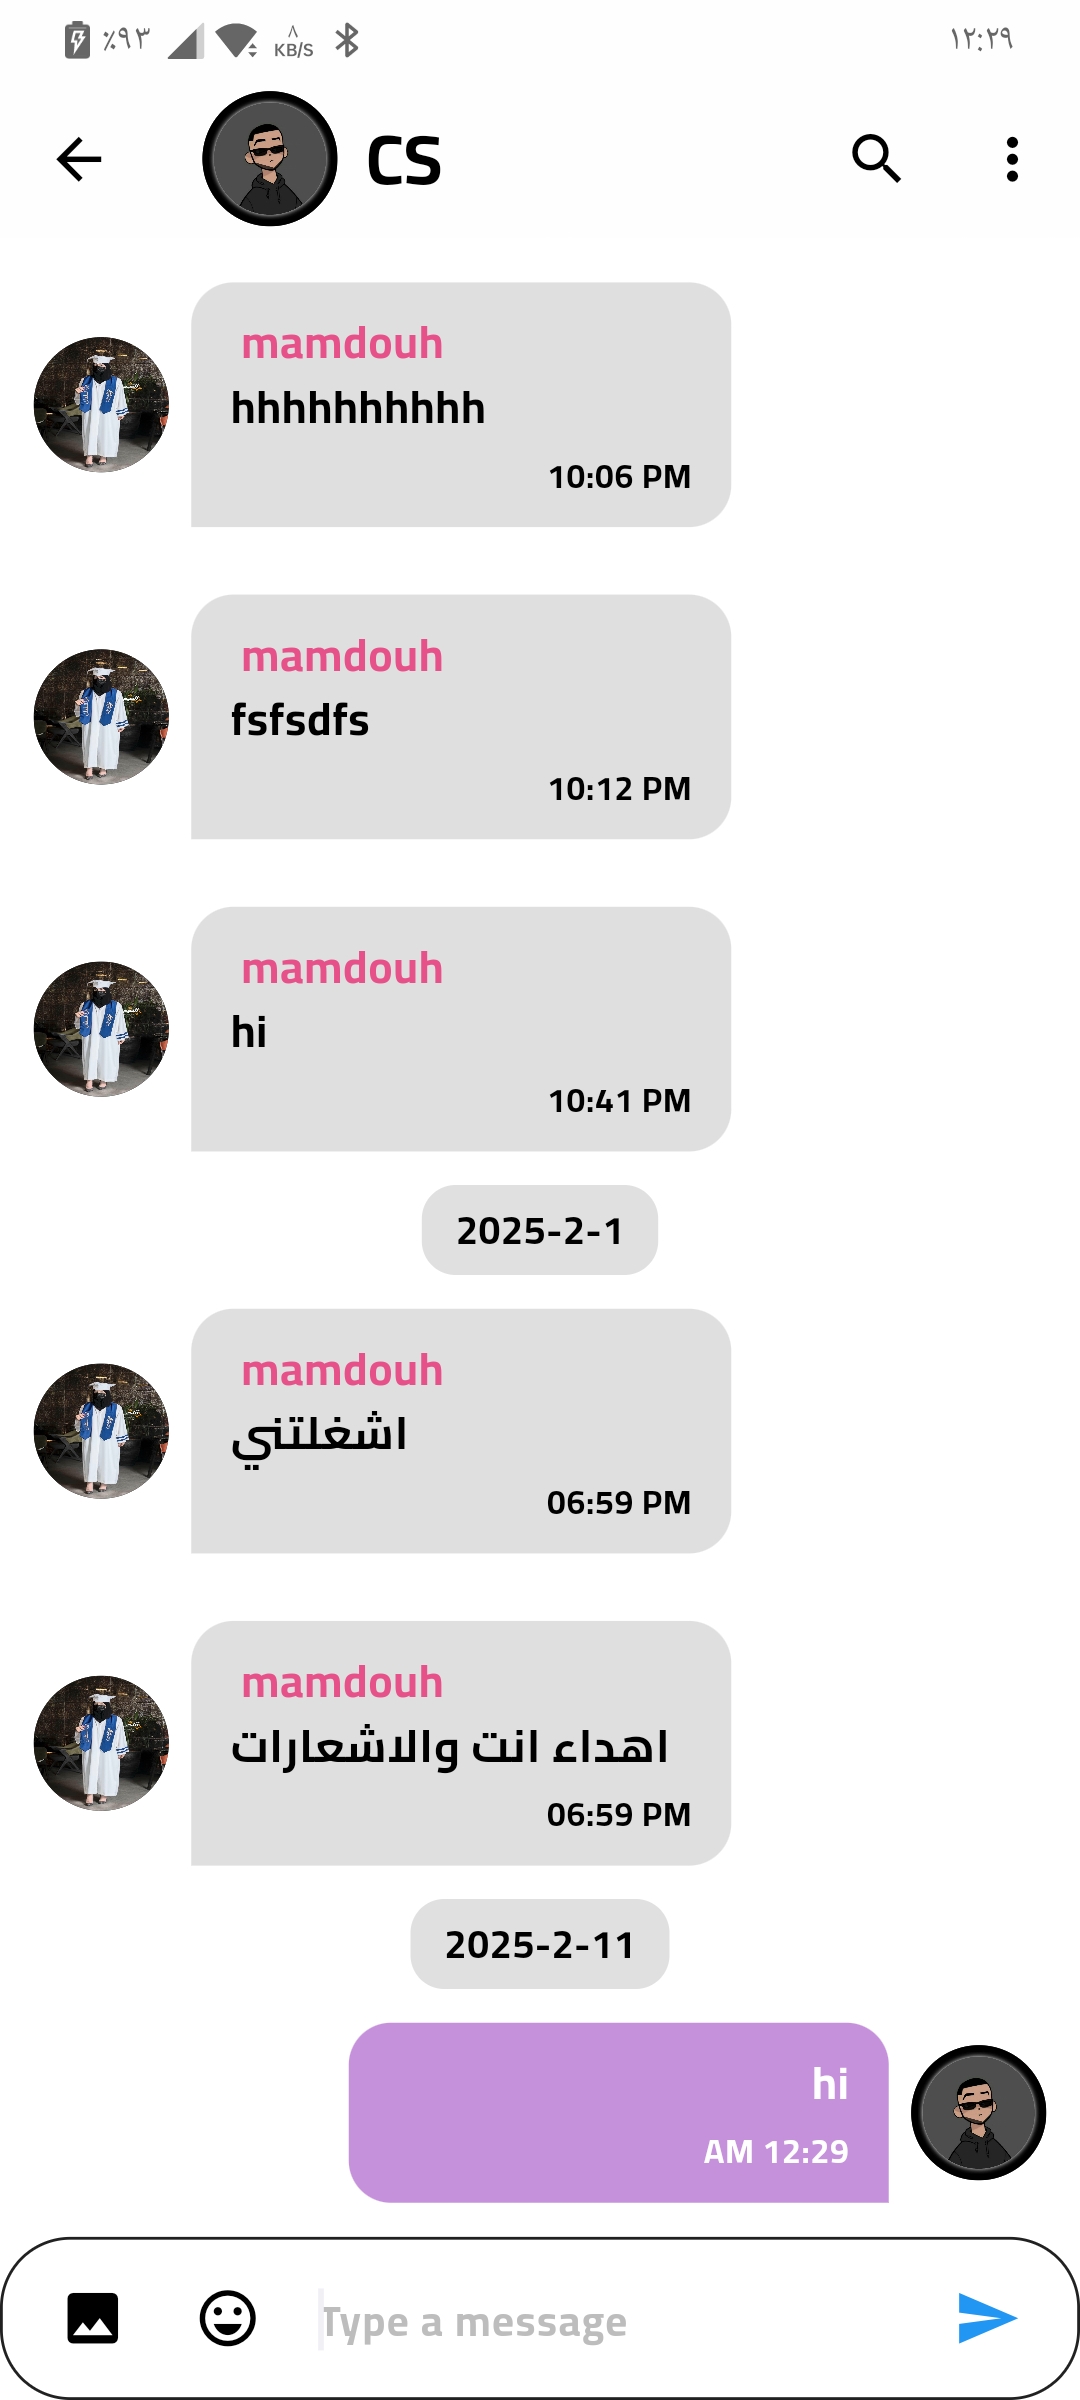 ٪٩٣
٨
KB/S
١٢:٢٩
CS
mamdouh
hhhhhhhhhh
10:06 PM
mamdouh
fsfsdfs
10:12 PM
mamdouh
hi
10:41 PM
2025-2-1
mamdouh
اشغلتني
06:59 PM
mamdouh
اهداء انت والاشعارات
06:59 PM
2025-2-11
hi
AM 12:29
Type a message